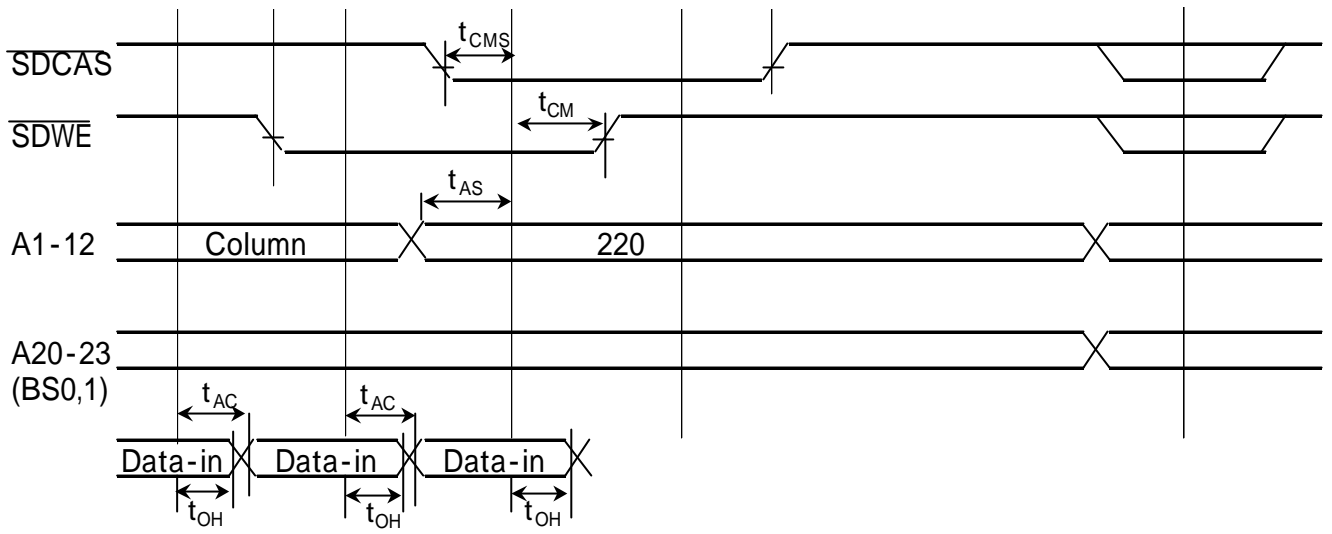 tCMS
SDCAS
tCM
SDWE
tAS
A1-12 Column 220
A20-23
(BS0,1)
tAC tAC
Data-in Data-in Data-in
tOH tOH tOH